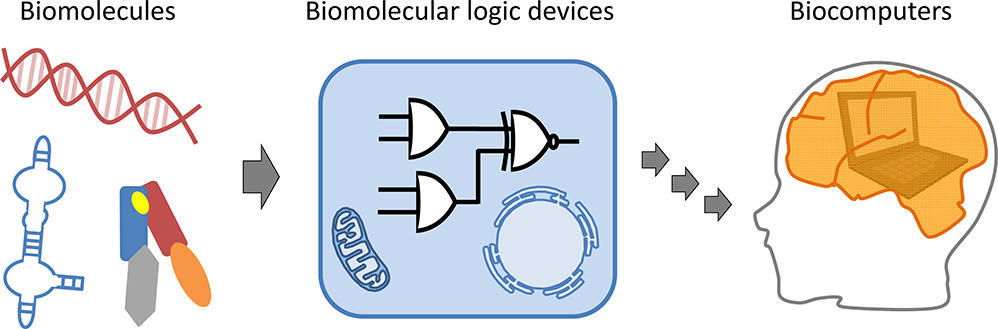 Biomolecules
Biomolecular logic devices
Biocomputers